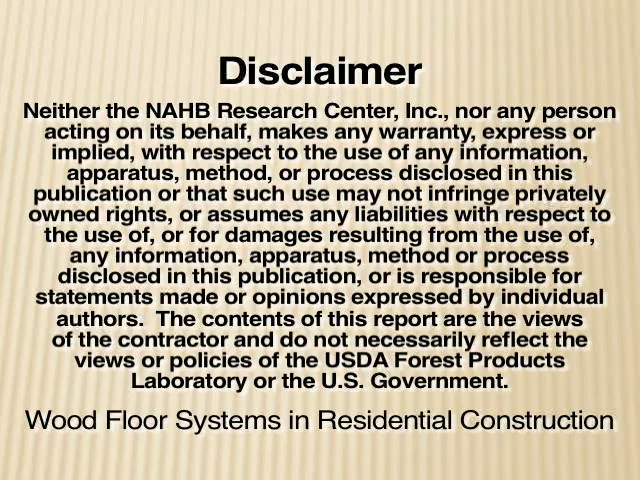 Disclaimer
Neither the NAHB Research Center, Inc., nor any person
acting on its behalf, makes any warranty, express or
implied, with respect to the use of any information,
apparatus, method, or process disclosed in this
publication or that such use may not infringe privately
owned rights, or assumes any liabilities with respect to
the use of, or for damages resulting from the use of,
any information, apparatus, method or process
disclosed in this publication, or is responsible for
statements made or opinions expressed by individual
authors.  The contents of this report are the views
of the contractor and do not necessarily reflect the
views or policies of the USDA Forest Products
Laboratory or the U.S. Government.
Wood Floor Systems in Residential Construction